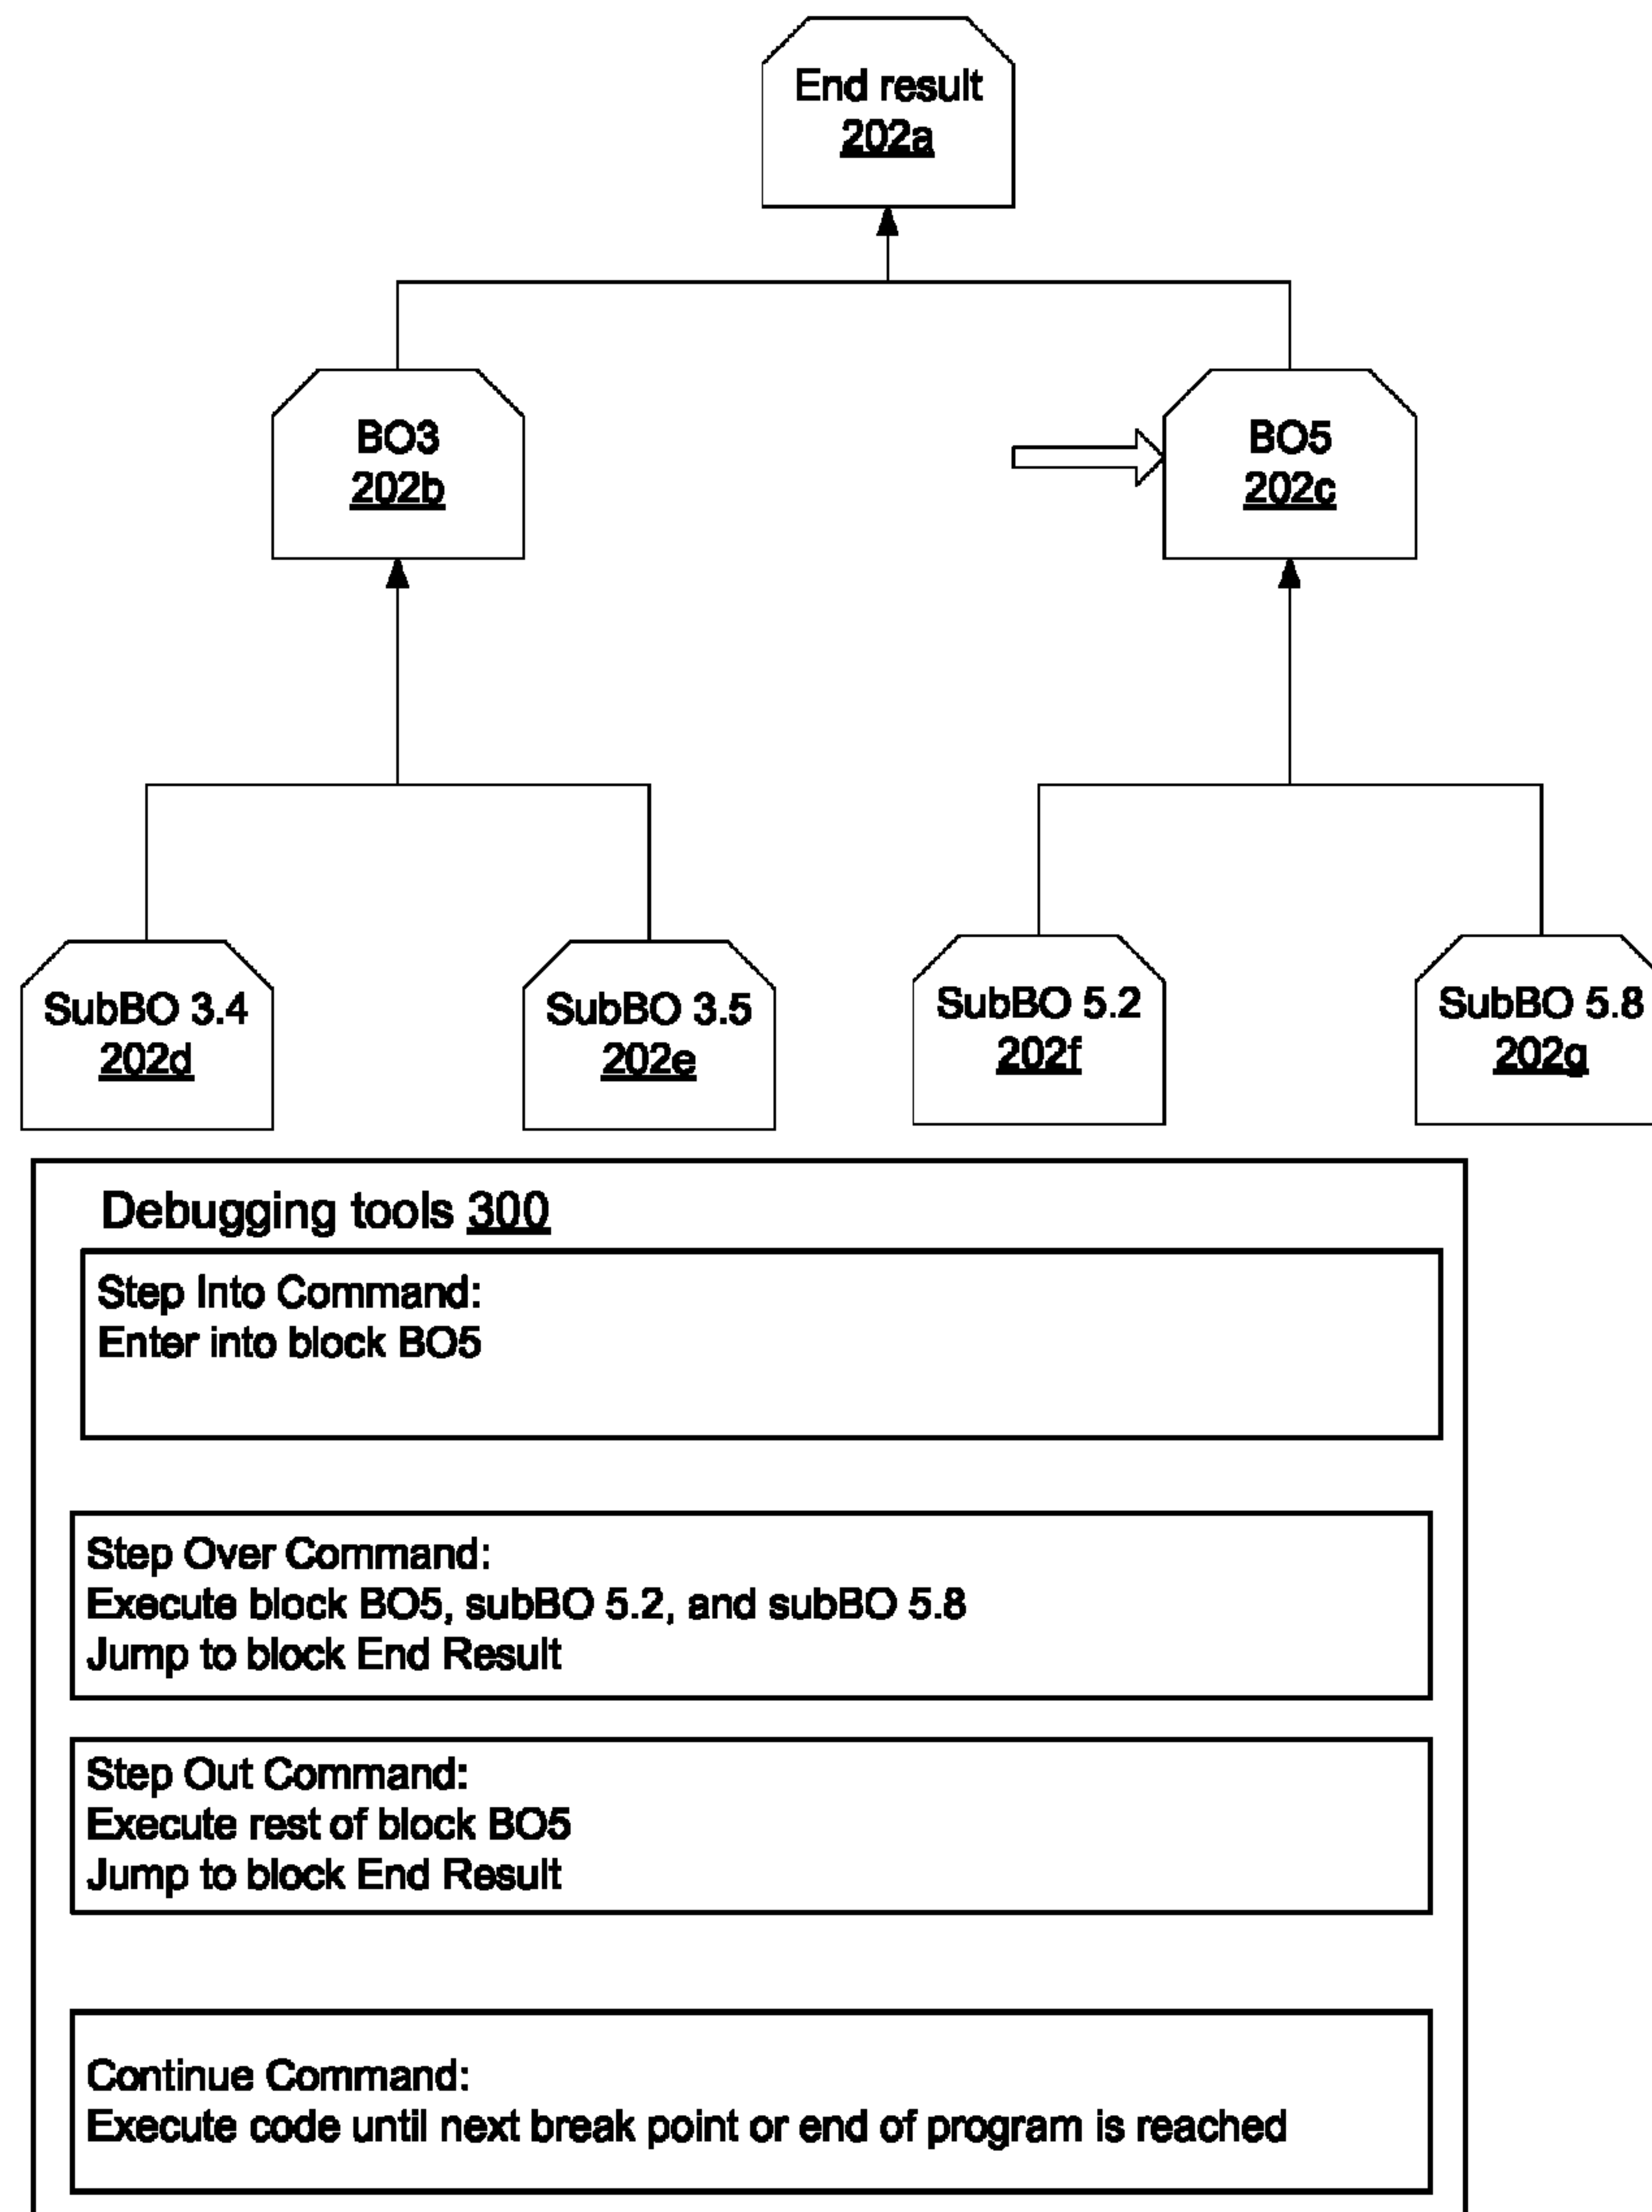 End result
202a
BO3
202b
BO5
202c
SubBO 3.4
202d
SubBO 3.5
202e
SubBO 5.2
202f
SubBO 5.8
202g
Debugging tools 300
Step Into Command:
Enter into block BO5
Step Over Command:
Execute block BO5, subBO 5.2, and subBO 5.8
Jump to block End Result
Step Out Command:
Execute rest of block BO5
Jump to block End Result
Continue Command:
Execute code until next break point or end of program is reached